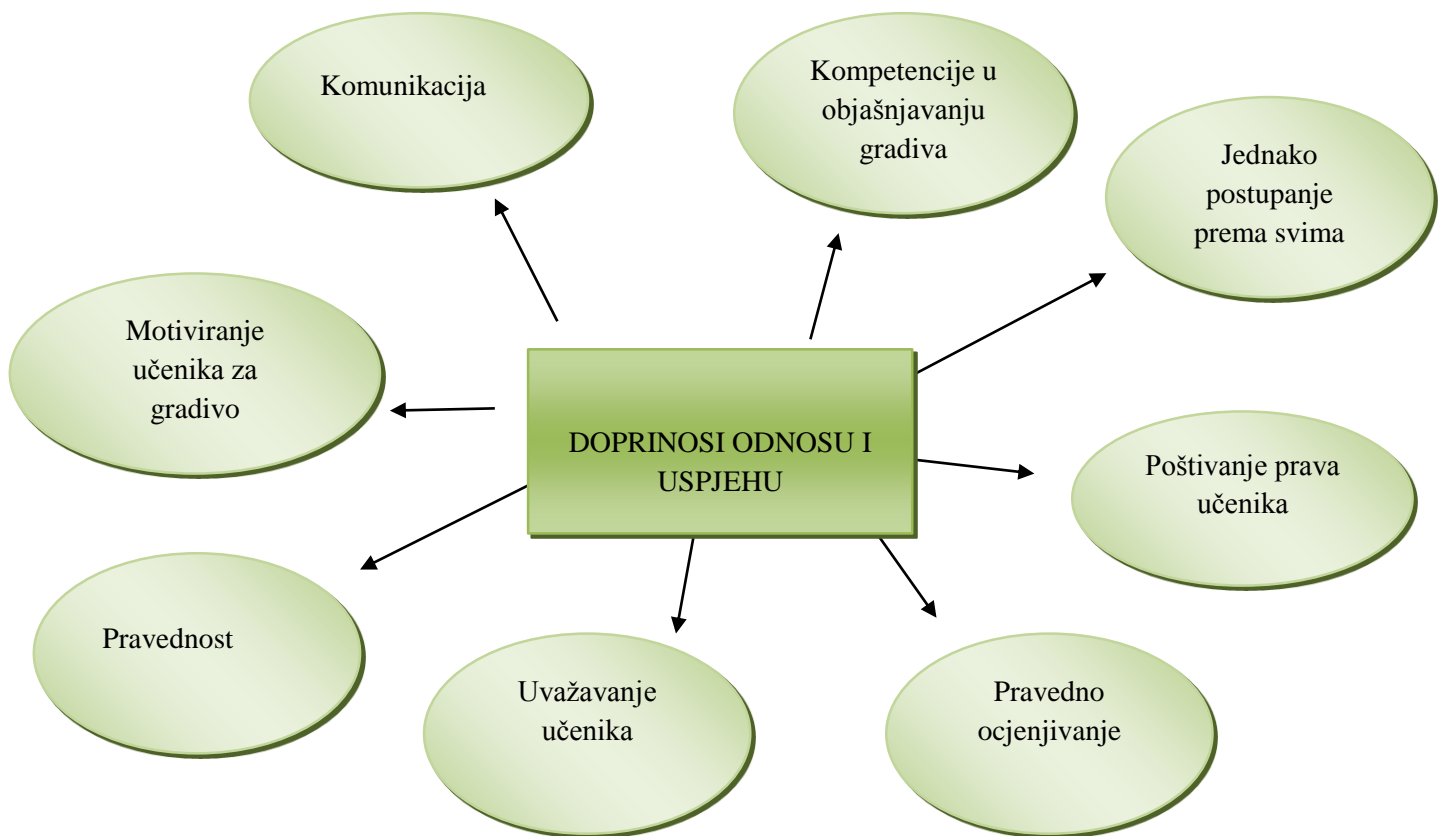 Komunikacija
Kompetencije u
objašnjavanju
gradiva
Jednako
postupanje
prema svima
Motiviranje
učenika za
gradivo
DOPRINOSI ODNOSU I
USPJEHU
Poštivanje prava
učenika
Pravednost
Uvažavanje
učenika
Pravedno
ocjenjivanje